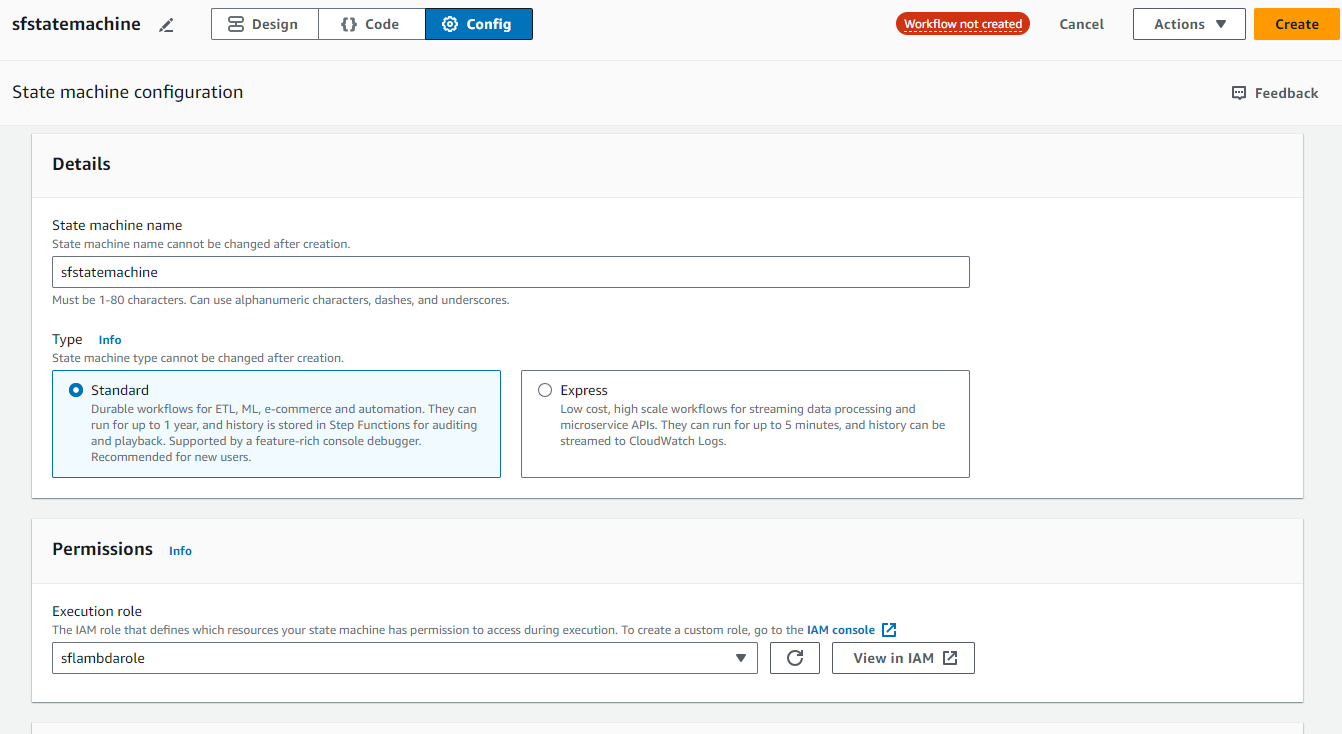 sfstatemachine
Design
{} Code
Config
Workflow not created
Cancel
Actions
Create
State machine configuration
Feedback
Details
State machine name
State machine name cannot be changed after creation.
sfstatemachine
Must be 1-80 characters. Can use alphanumeric characters, dashes, and underscores.
Type Info
State machine type cannot be changed after creation.
Standard
Durable workflows for ETL, ML, e-commerce and automation. They can
run for up to 1 year, and history is stored in Step Functions for auditing
and playback. Supported by a feature-rich console debugger.
Recommended for new users.
Express
Low cost, high scale workflows for streaming data processing and
microservice APIs. They can run for up to 5 minutes, and history can be
streamed to CloudWatch Logs.
Permissions Info
Execution role
The IAM role that defines which resources your state machine has permission to access during execution. To create a custom role, go to the IAM console
sflambdarole
View in IAM